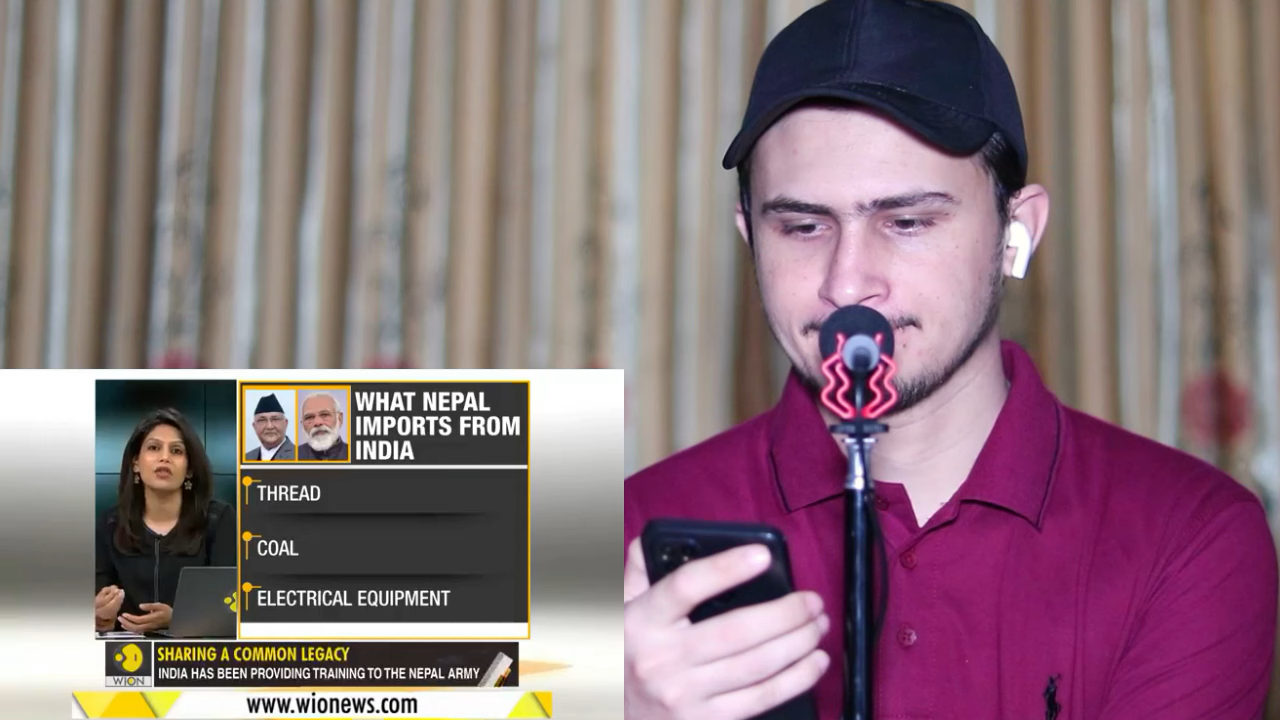 WHAT NEPAL
IMPORTS FROM
INDIA
THREAD
COAL
ELECTRICAL EQUIPMENT
SHARING A COMMON LEGACY
INDIA HAS BEEN PROVIDING TRAINING TO THE NEPAL ARMY
WION
www.wionews.com